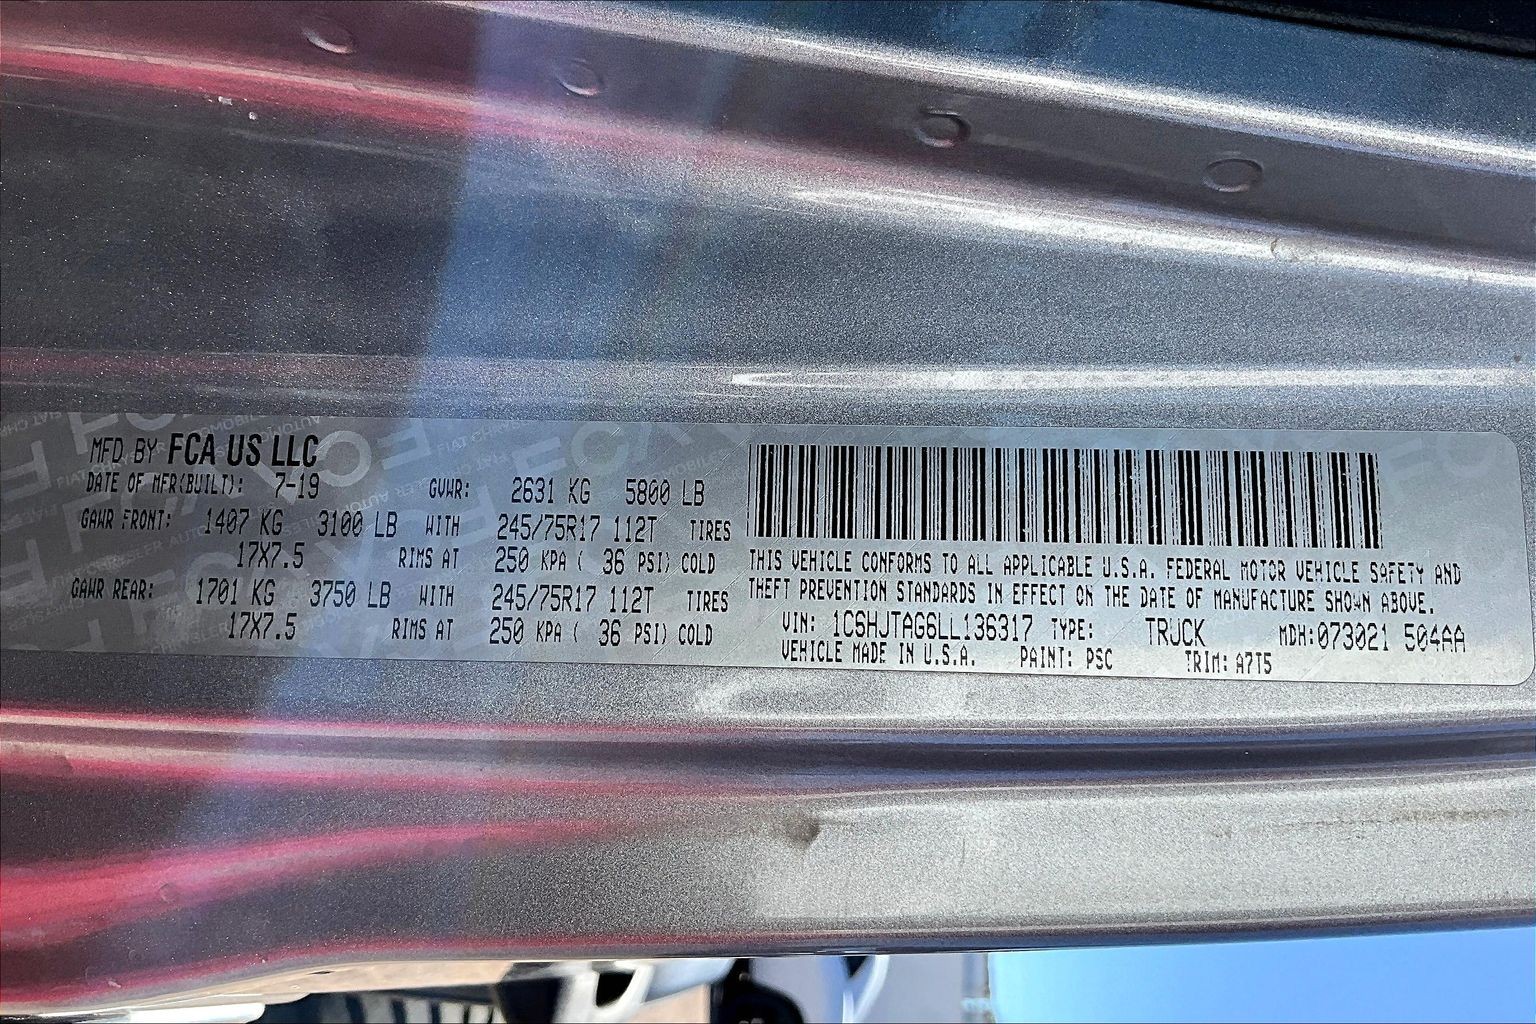 MFD BY FCA US LLC
DATE OF MFR(BUILT): 7-19 GVWR: 2631 KG 5800 LB
GAWR FRONT: 1407 KG 3100 LB WITH 245/75R17 112T TIRES
17X7.5 RIMS AT 250 KPA ( 36 PSI) COLD
GAWR REAR: 1701 KG 3750 LB WITH 245/75R17 112T TIRES
17X7.5 RIMS AT 250 KPA ( 36 PSI) COLD
THIS VEHICLE CONFORMS TO ALL APPLICABLE U.S.A. FEDERAL MOTOR VEHICLE SAFETY AND
THEFT PREVENTION STANDARDS IN EFFECT ON THE DATE OF MANUFACTURE SHOWN ABOVE.
VIN: 1C6HJTAG6LL136317 TYPE: TRUCK MDH:073021 504AA
VEHICLE MADE IN U.S.A. PAINT: PSC TRIM: A7T5